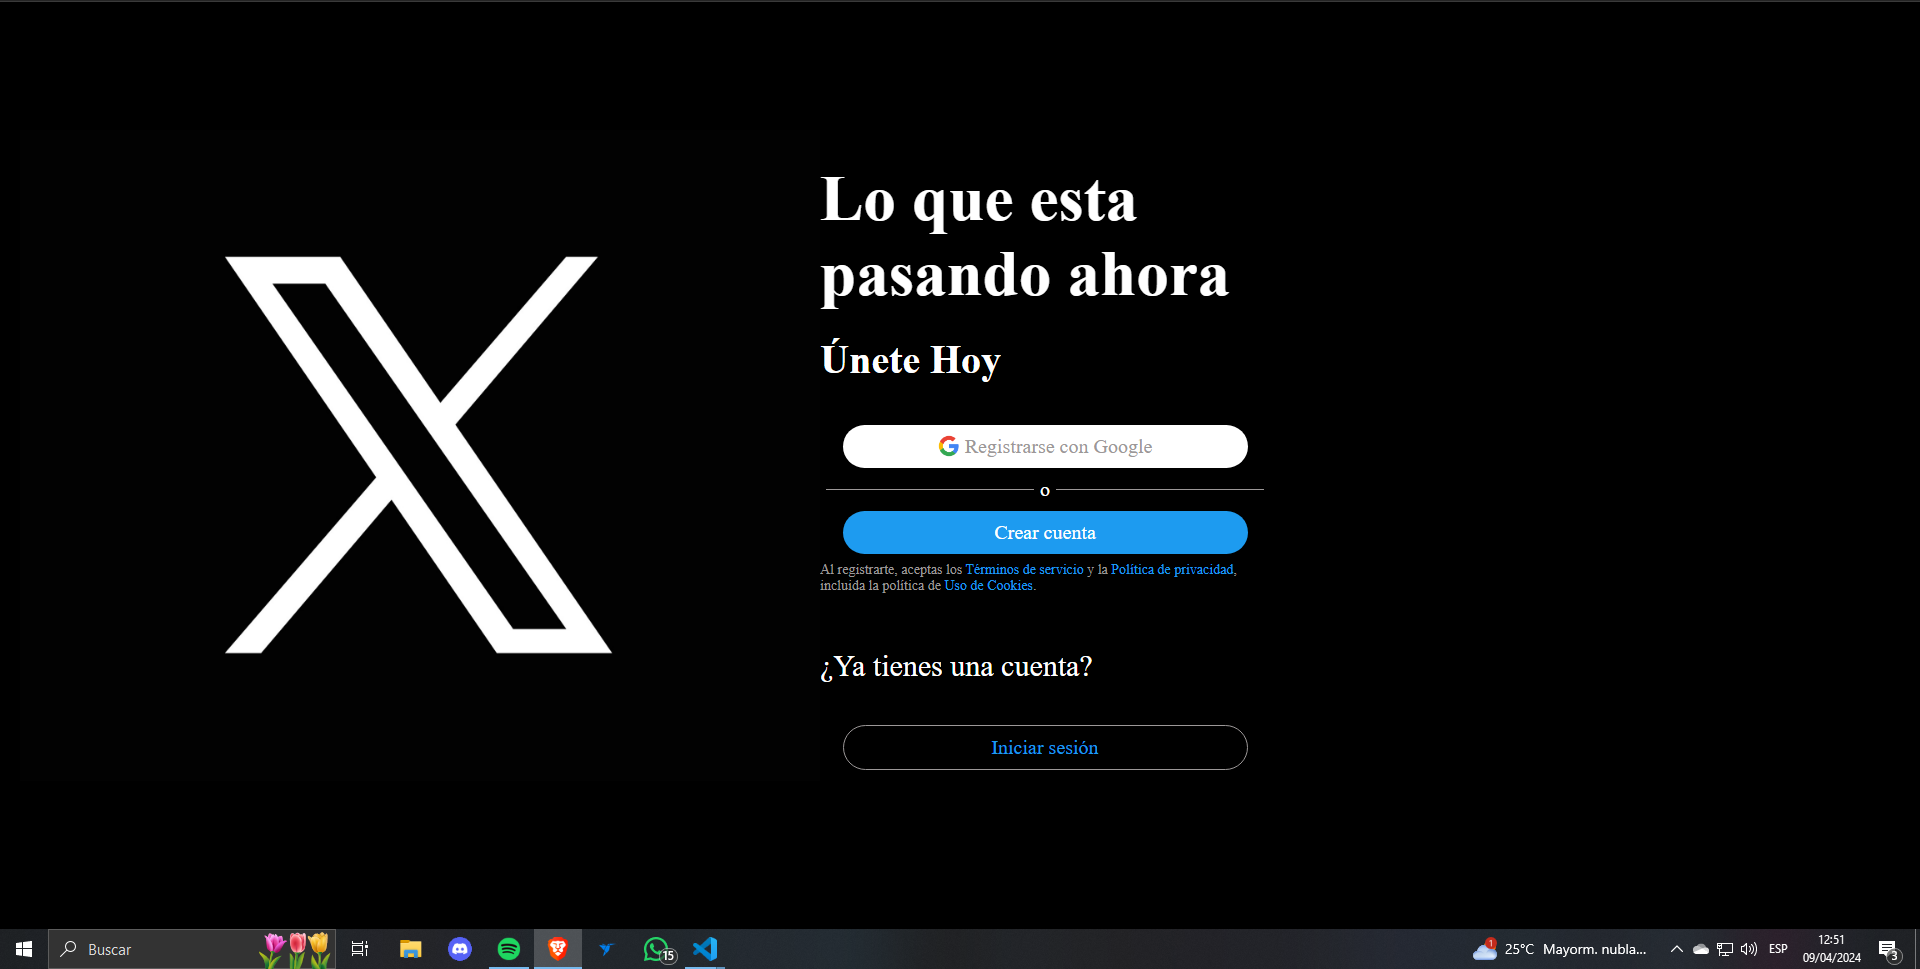 Lo que esta
pasando ahora
Únete Hoy
Registrarse con Google
o
Crear cuenta
Al registrarte, aceptas los Términos de servicio y la Política de privacidad,
incluida la política de Uso de Cookies.
¿Ya tienes una cuenta?
Iniciar sesión
Buscar
15
1
25°C Mayorm. nubla...
ESP
12:51
09/04/2024
3